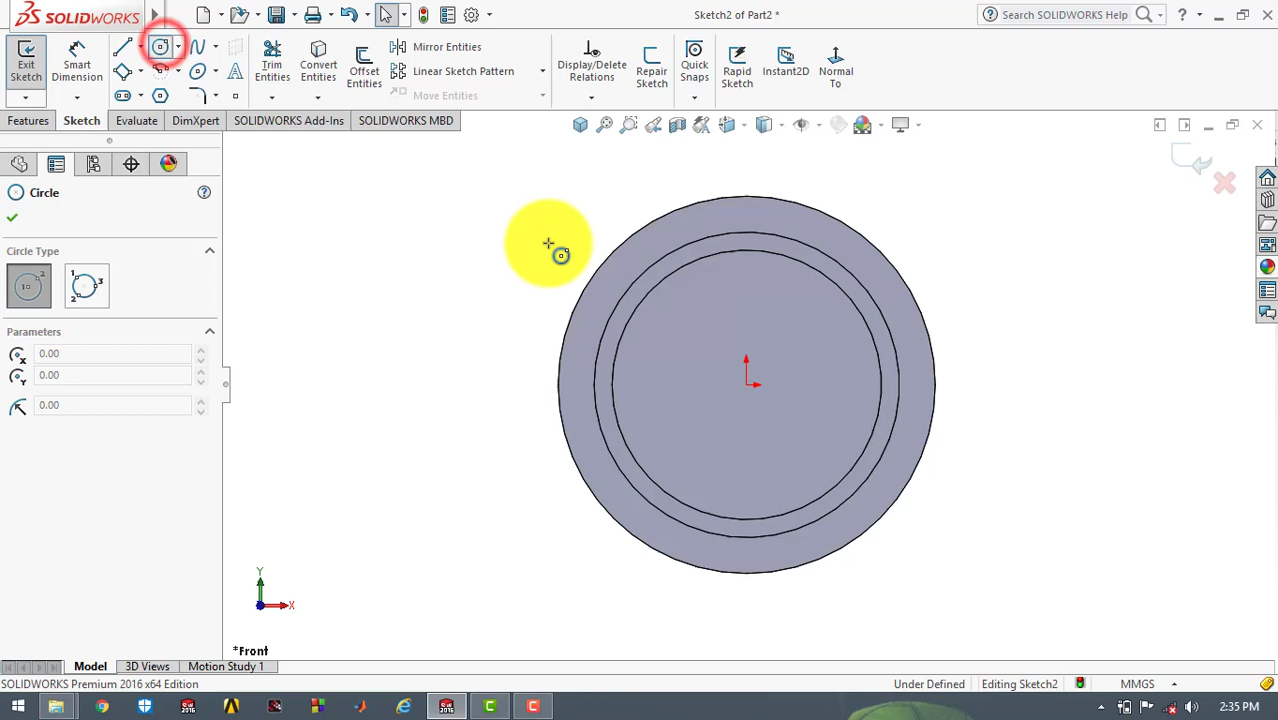 SOLIDWORKS
Sketch2 of Part2 *
Search SOLIDWORKS Help
Exit Sketch
Smart Dimension
Trim Entities
Convert Entities
Offset Entities
Mirror Entities
Linear Sketch Pattern
Move Entities
Display/Delete Relations
Repair Sketch
Quick Snaps
Rapid Sketch
Instant2D
Normal To
Features
Sketch
Evaluate
DimXpert
SOLIDWORKS Add-Ins
SOLIDWORKS MBD
Circle
Circle Type
Parameters
0.00
0.00
0.00
Y
X
*Front
Model
3D Views
Motion Study 1
SOLIDWORKS Premium 2016 x64 Edition
Under Defined
Editing Sketch2
MMGS
2:35 PM